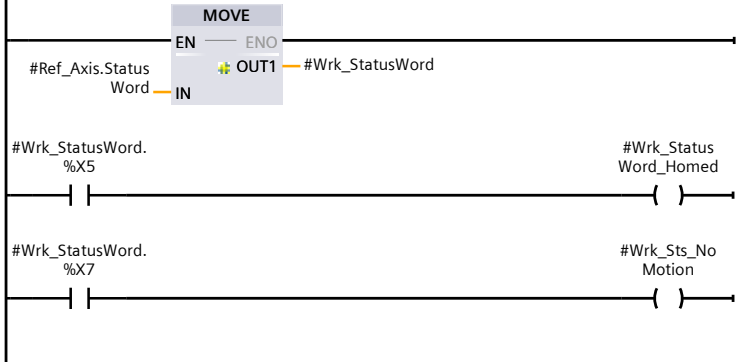 MOVE
EN ENO
#Ref_Axis.Status
Word
OUT1
#Wrk_StatusWord
IN
#Wrk_StatusWord.
%X5
#Wrk_Status
Word_Homed
#Wrk_StatusWord.
%X7
#Wrk_Sts_No
Motion